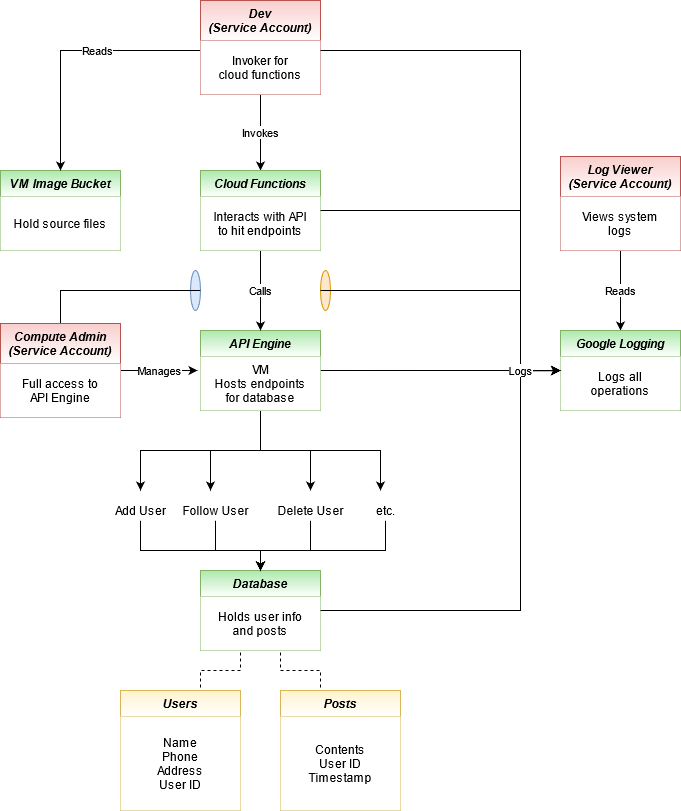 Dev
(Service Account)
Invoker for
cloud functions
Reads
Invokes
VM Image Bucket
Hold source files
Cloud Functions
Interacts with API
to hit endpoints
Log Viewer
(Service Account)
Views system
logs
Calls
Reads
Compute Admin
(Service Account)
Full access to
API Engine
Manages
API Engine
VM
Hosts endpoints
for database
Logs
Google Logging
Logs all
operations
Add User
Follow User
Delete User
etc.
Database
Holds user info
and posts
Users
Name
Phone
Address
User ID
Posts
Contents
User ID
Timestamp